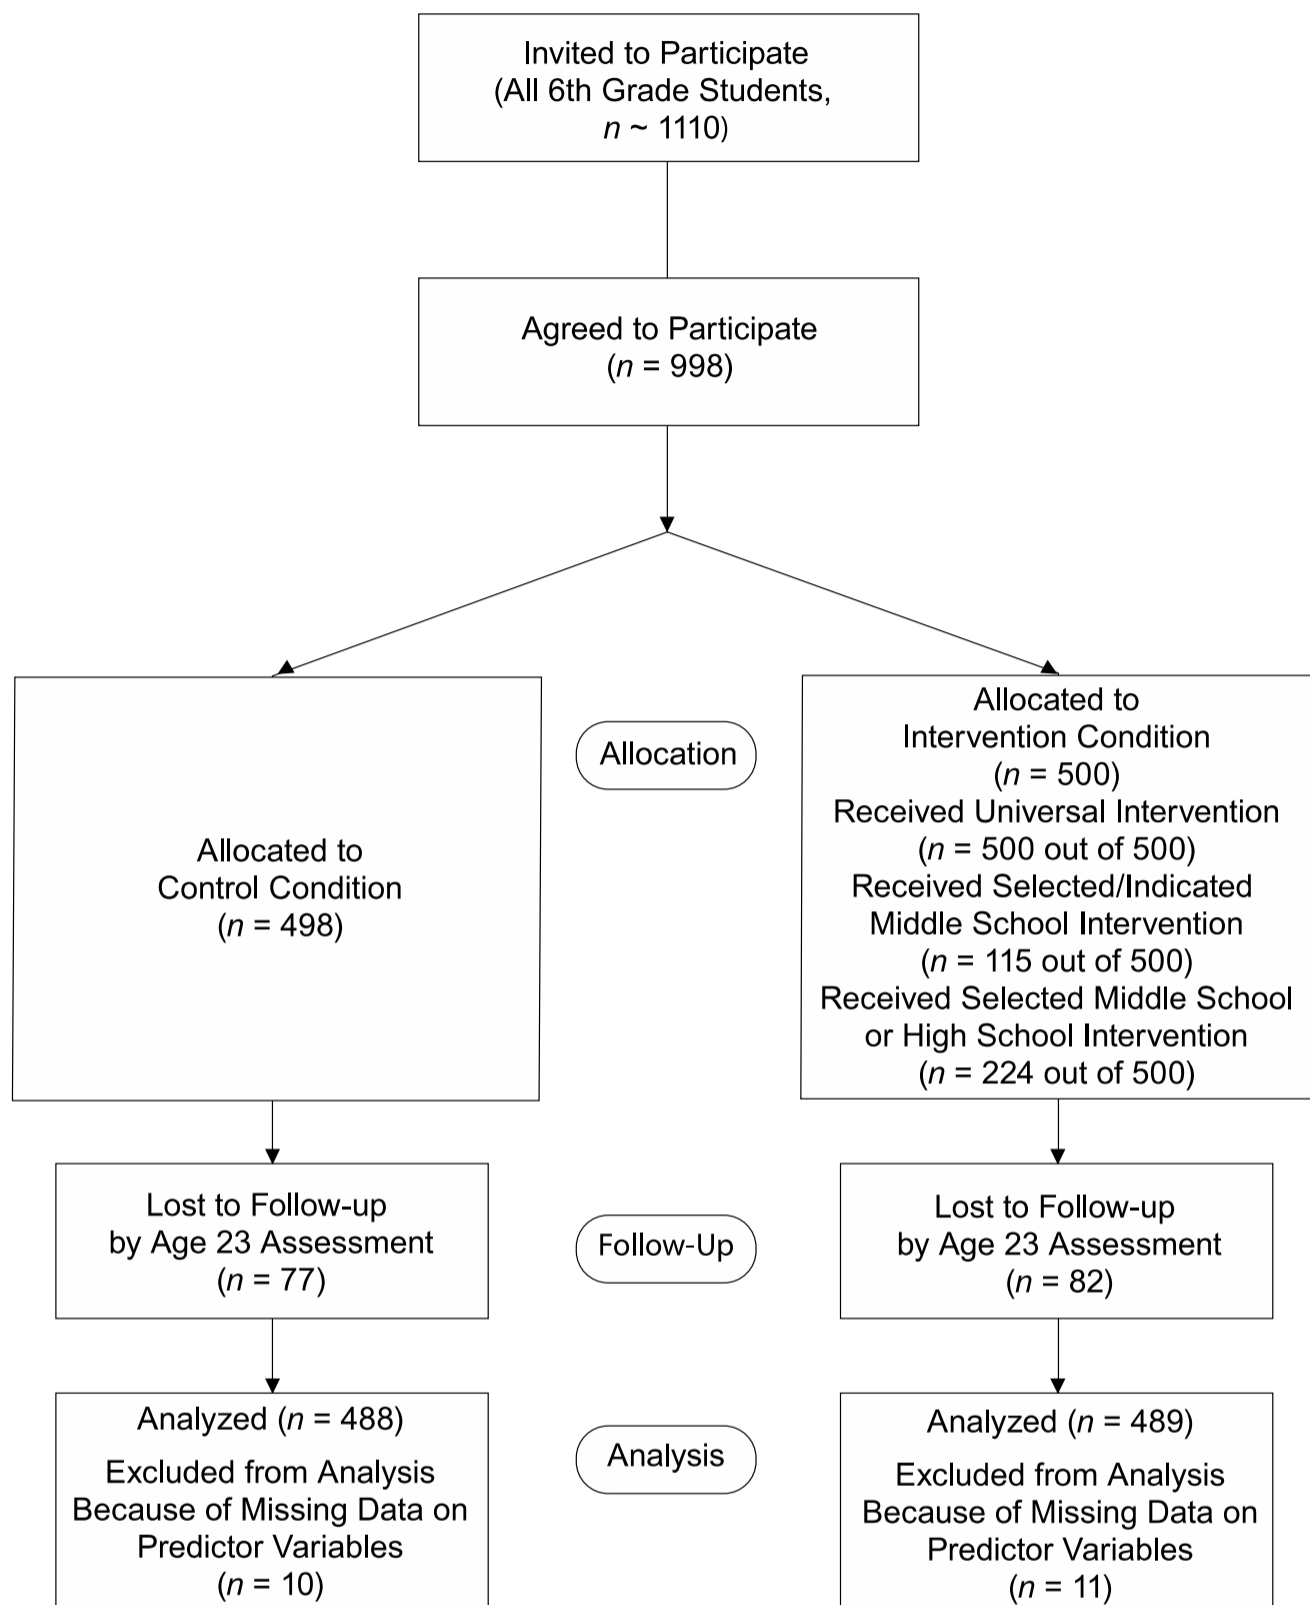 Invited to Participate
(All 6th Grade Students,
n ~ 1110)
Agreed to Participate
(n = 998)
Allocation
Allocated to
Control Condition
(n = 498)
Allocated to
Intervention Condition
(n = 500)
Received Universal Intervention
(n = 500 out of 500)
Received Selected/Indicated
Middle School Intervention
(n = 115 out of 500)
Received Selected Middle School
or High School Intervention
(n = 224 out of 500)
Follow-Up
Lost to Follow-up
by Age 23 Assessment
(n = 77)
Lost to Follow-up
by Age 23 Assessment
(n = 82)
Analysis
Analyzed (n = 488)
Excluded from Analysis
Because of Missing Data on
Predictor Variables
(n = 10)
Analyzed (n = 489)
Excluded from Analysis
Because of Missing Data on
Predictor Variables
(n = 11)